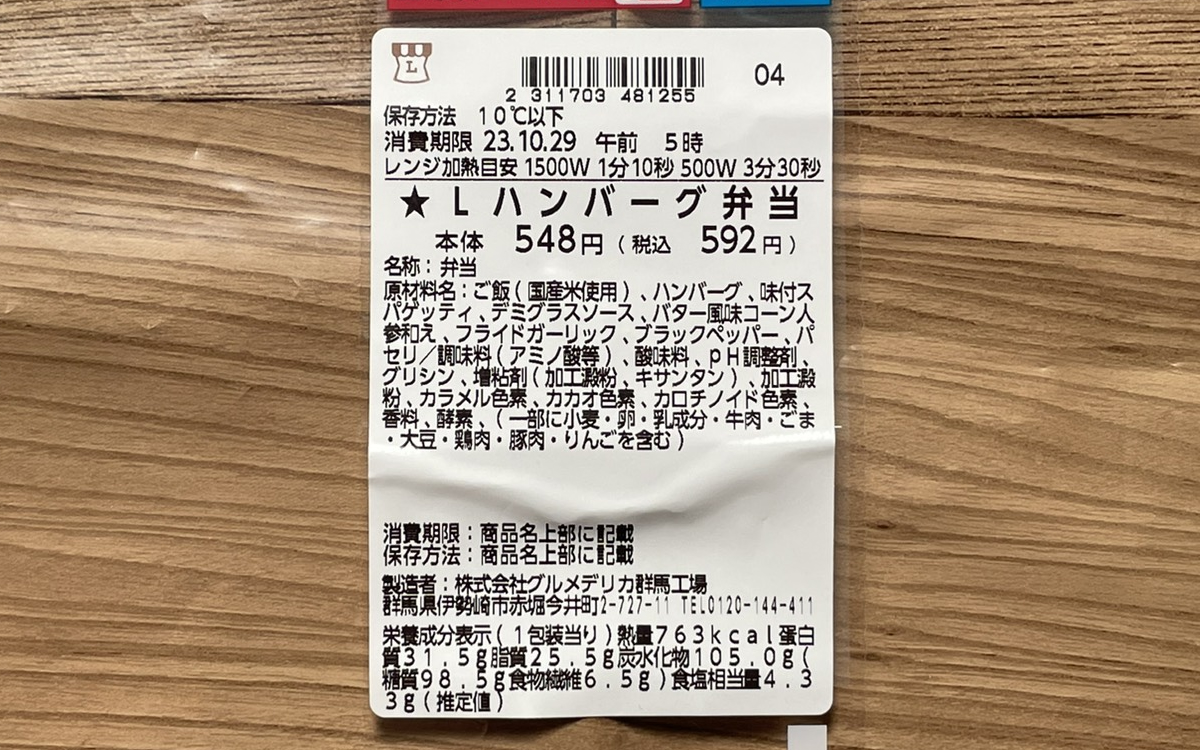 L
04
2 311703 481255
保存方法 10℃以下
消費期限 23.10.29 午前 5時
レンジ加熱目安 1500W 1分10秒 500W 3分30秒
★Lハンバーグ弁当
本体 548円(税込 592円)
名称:弁当
原材料名:ご飯(国産米使用)、ハンバーグ、味付ス
パゲッティ、デミグラスソース、バター風味コーン人
参和え、フライドガーリック、ブラックペッパー、パ
セリ/調味料(アミノ酸等)、酸味料、pH調整剤、
グリシン、増粘剤(加工澱粉、キサンタン)、加工澱
粉、カラメル色素、カカオ色素、カロチノイド色素、
香料、酵素、(一部に小麦・卵・乳成分・牛肉・ごま
・大豆・鶏肉・豚肉・りんごを含む)
消費期限:商品名上部に記載
保存方法:商品名上部に記載
製造者:株式会社グルメデリカ群馬工場
群馬県伊勢崎市赤堀今井町2-727-11 TEL0120-144-411
栄養成分表示(1包装当り)熱量763kcal蛋白
質31.5g脂質25.5g炭水化物105.0g(
糖質98.5g食物繊維6.5g)食塩相当量4.3
3g(推定値)